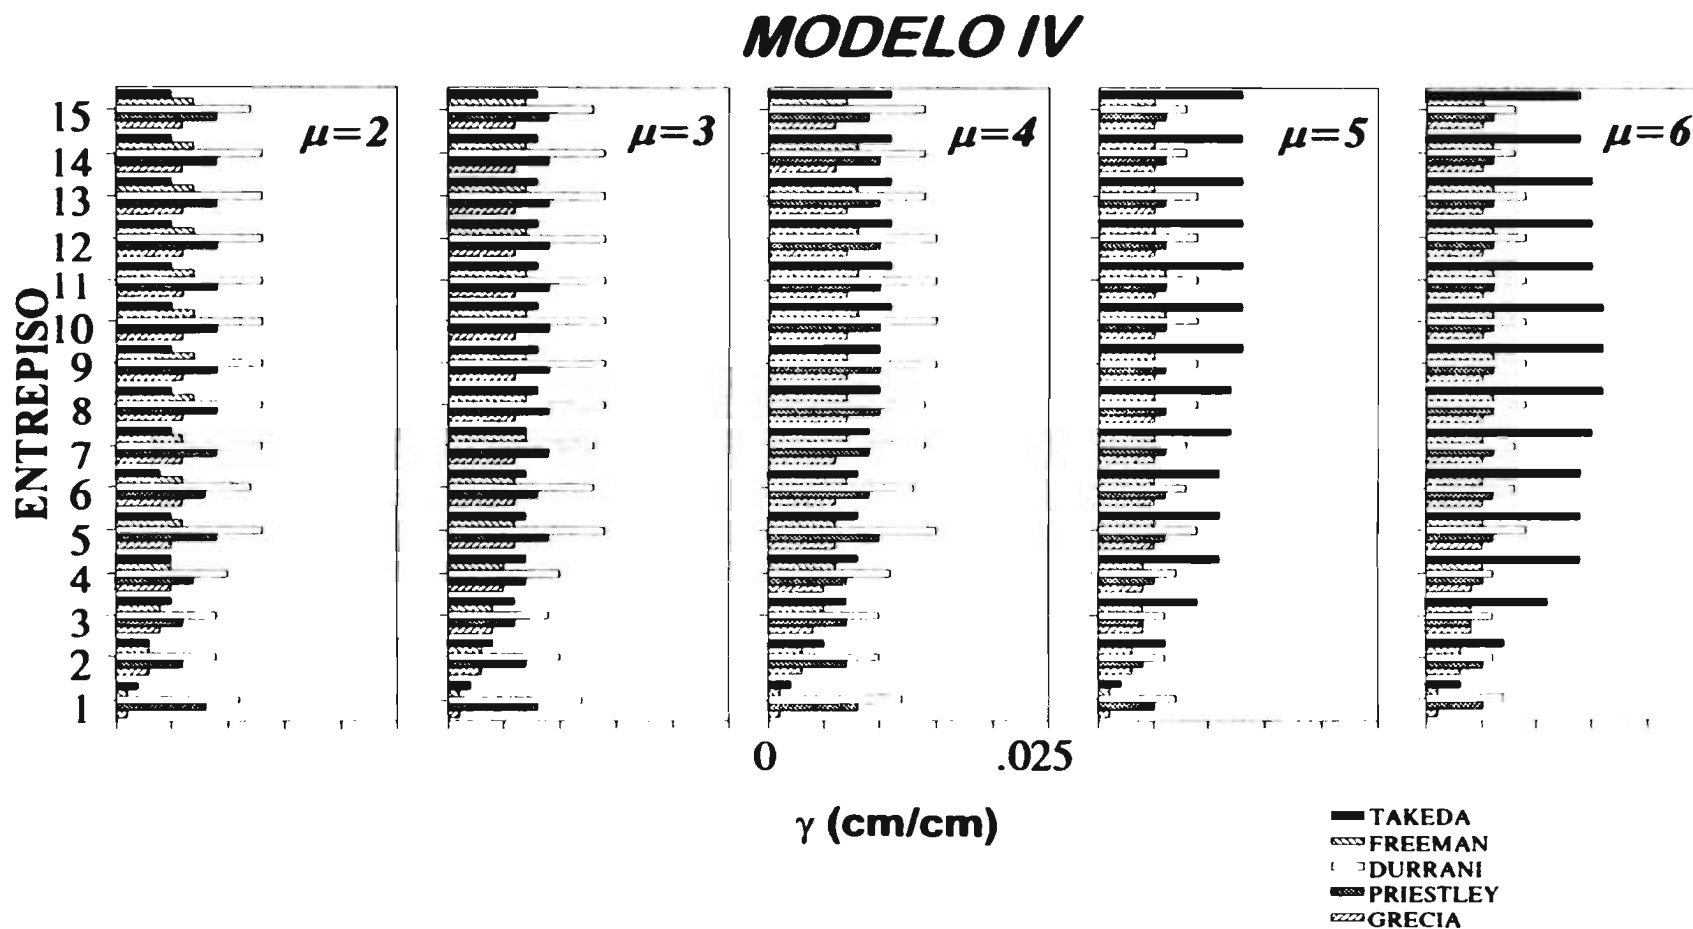 MODELO IV
μ=2
μ=3
μ=4
μ=5
μ=6
ENTREPISO
15
14
13
12
11
10
9
8
7
6
5
4
3
2
1
0
.025
γ (cm/cm)
TAKEDA
FREEMAN
DURRANI
PRIESTLEY
GRECIA